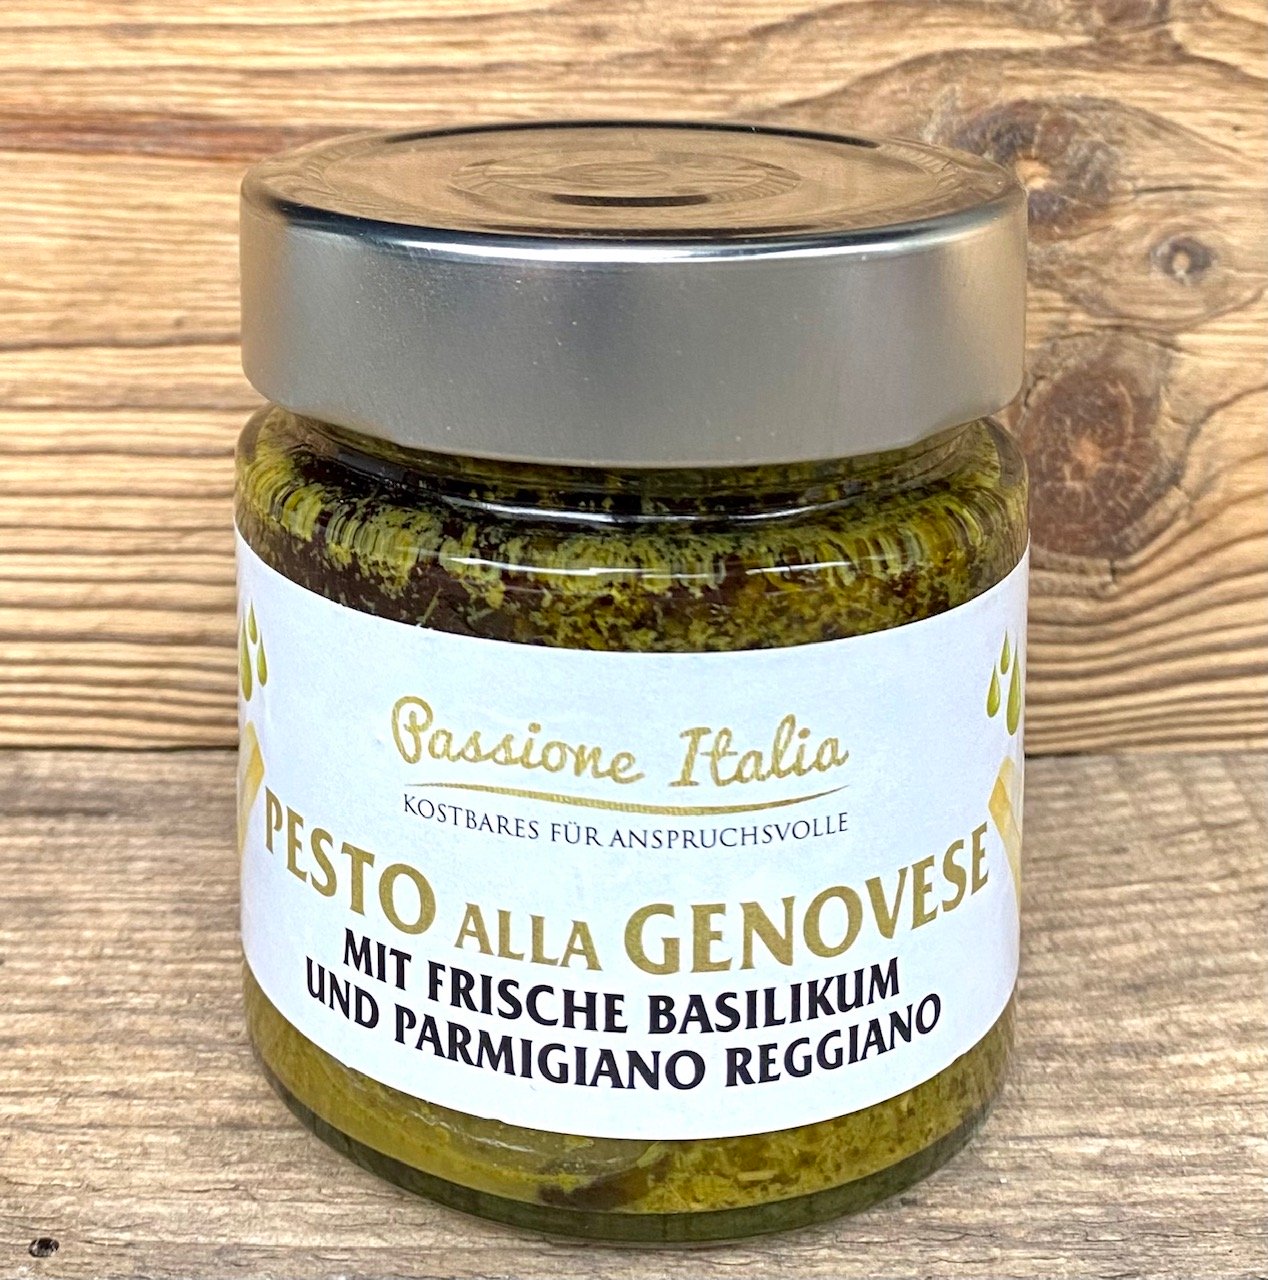 Passione Italia
KOSTBARES FÜR ANSPRUCHSVOLLE
PESTO ALLA GENOVESE
MIT FRISCHE BASILIKUM
UND PARMIGIANO REGGIANO